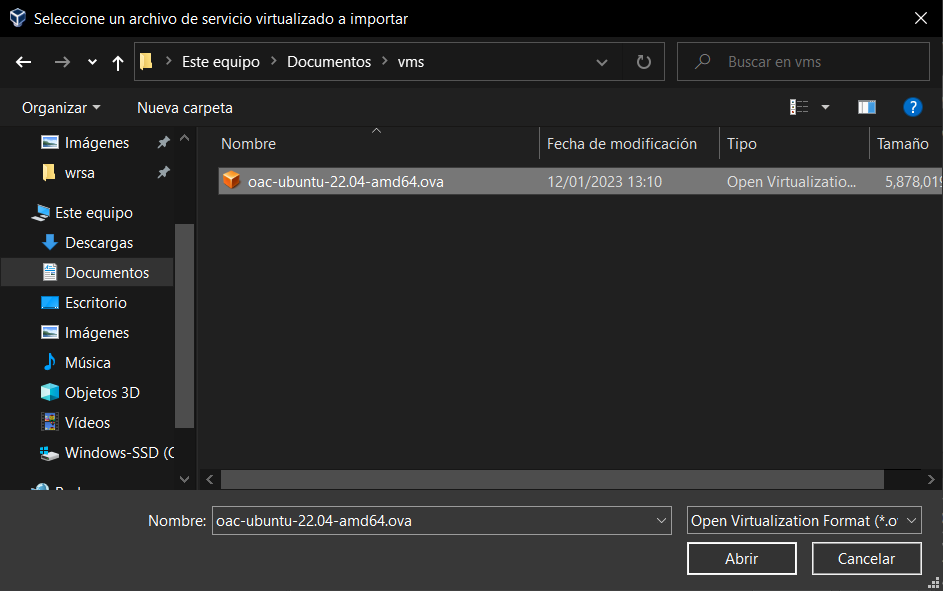 Seleccione un archivo de servicio virtualizado a importar
Este equipo Documentos vms
Buscar en vms
Organizar Nueva carpeta
Nombre Fecha de modificación Tipo Tamaño
oac-ubuntu-22.04-amd64.ova 12/01/2023 13:10 Open Virtualizatio... 5,878,019
Imágenes
wrsa
Este equipo
Descargas
Documentos
Escritorio
Imágenes
Música
Objetos 3D
Vídeos
Windows-SSD (C
Nombre: oac-ubuntu-22.04-amd64.ova Open Virtualization Format (*.o
Abrir Cancelar